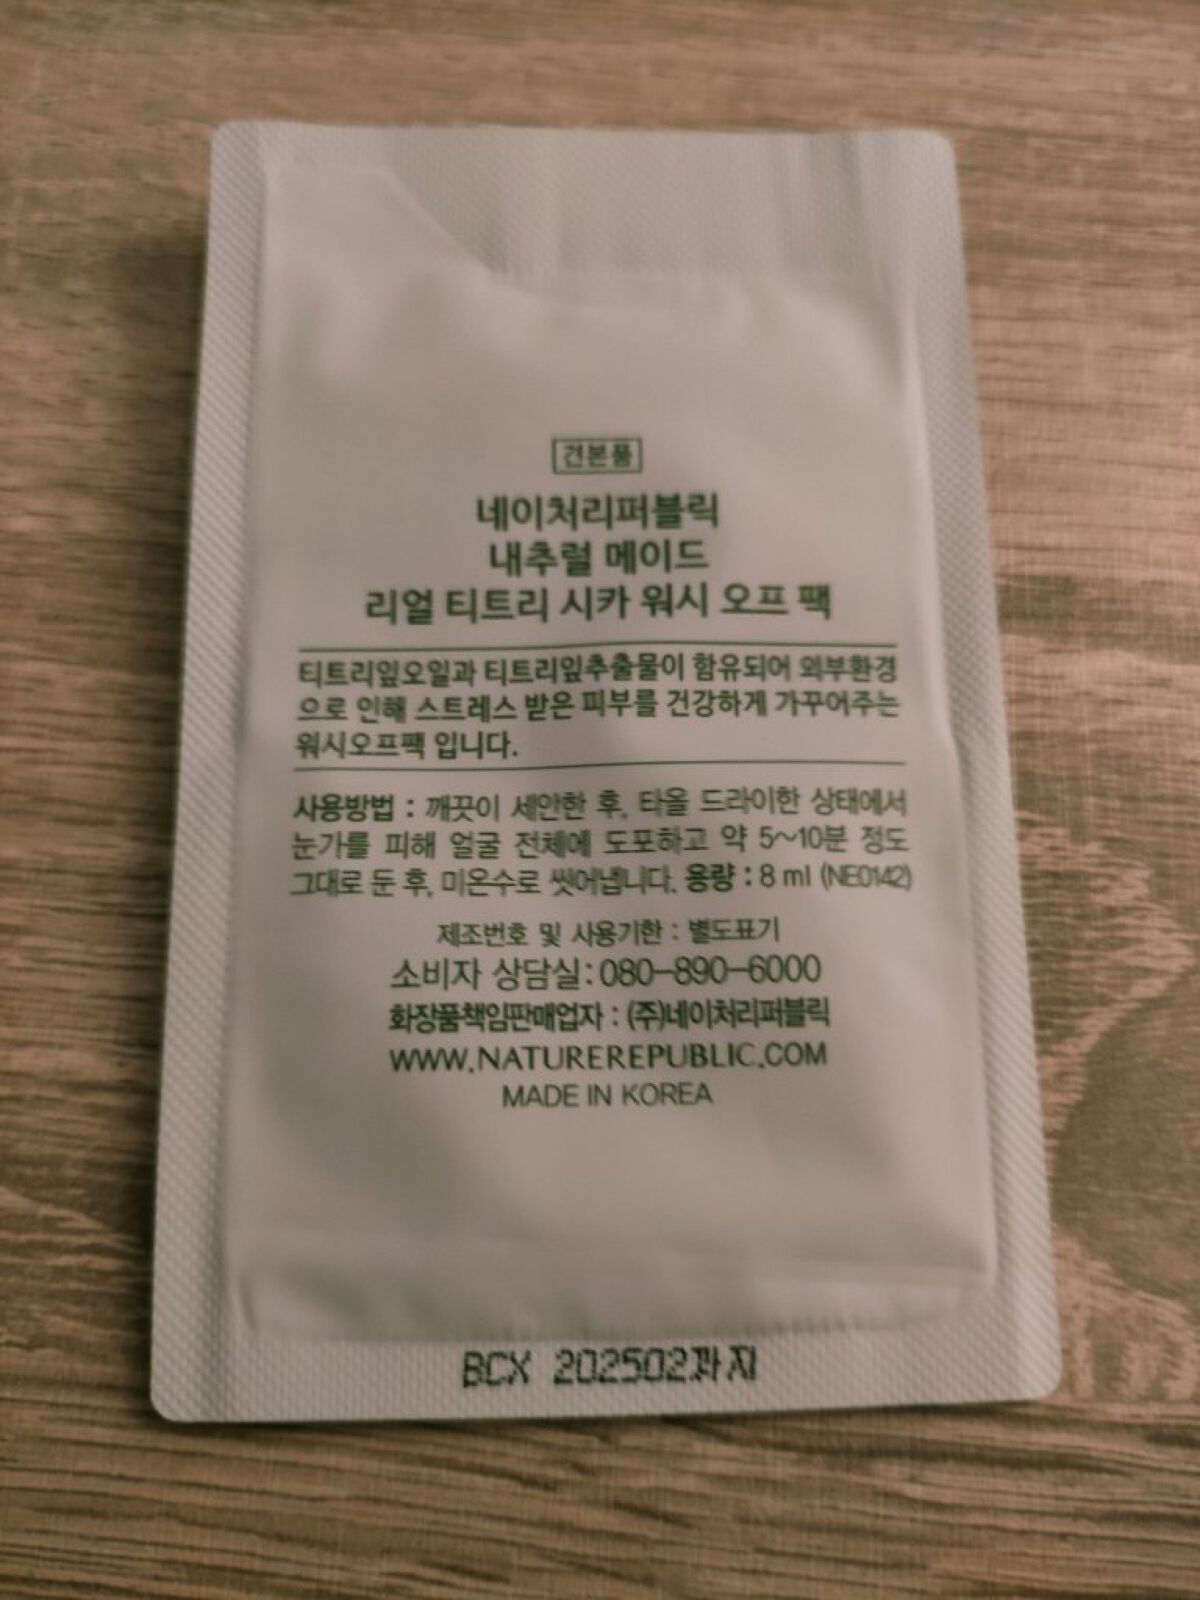 견본품
네이처리퍼블릭
내추럴 메이드
리얼 티트리 시카 워시 오프 팩
티트리잎오일과 티트리잎추출물이 함유되어 외부환경
으로 인해 스트레스 받은 피부를 건강하게 가꾸어주는
워시오프팩 입니다.
사용방법 : 깨끗이 세안한 후, 타올 드라이한 상태에서
눈가를 피해 얼굴 전체에 도포하고 약 5~10분 정도
그대로 둔 후, 미온수로 씻어냅니다. 용량 : 8 ml (NE0142)
제조번호 및 사용기한 : 별도표기
소비자 상담실:080-890-6000
화장품책임판매업자 : (주)네이처리퍼블릭
WWW.NATUREREPUBLIC.COM
MADE IN KOREA
BCX 202502까지